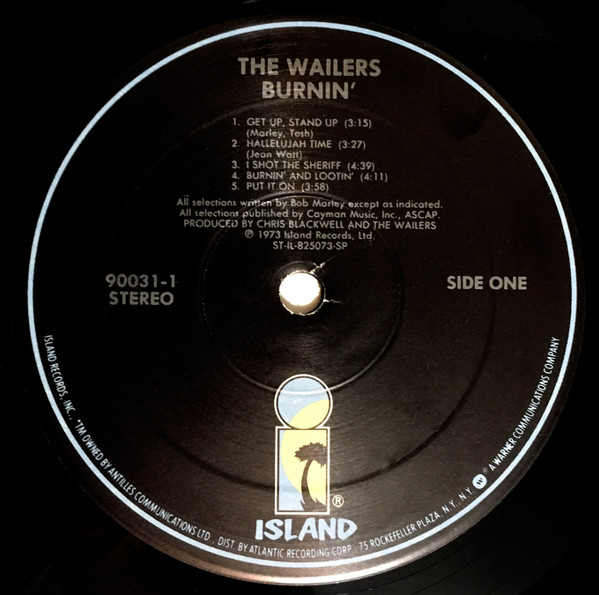 THE WAILERS
BURNIN'
1. GET UP, STAND UP (3:15)
(Marley, Tosh)
2. HALLELUJAH TIME (3:27)
(Jean Watt)
3. I SHOT THE SHERIFF (4:39)
4. BURNIN' AND LOOTIN' (4:11)
5. PUT IT ON (3:58)
All selections written by Bob Marley except as indicated.
All selections published by Cayman Music, Inc., ASCAP.
PRODUCED BY CHRIS BLACKWELL AND THE WAILERS
℗ 1973 Island Records, Ltd.
ST-IL-825073-SP
90031-1
STEREO
SIDE ONE
®
ISLAND
ISLAND RECORDS, INC. *TM OWNED BY ANTILLES COMMUNICATIONS LTD., DIST. BY ATLANTIC RECORDING CORP., 75 ROCKEFELLER PLAZA, N.Y., N.Y. W ® A WARNER COMMUNICATIONS COMPANY